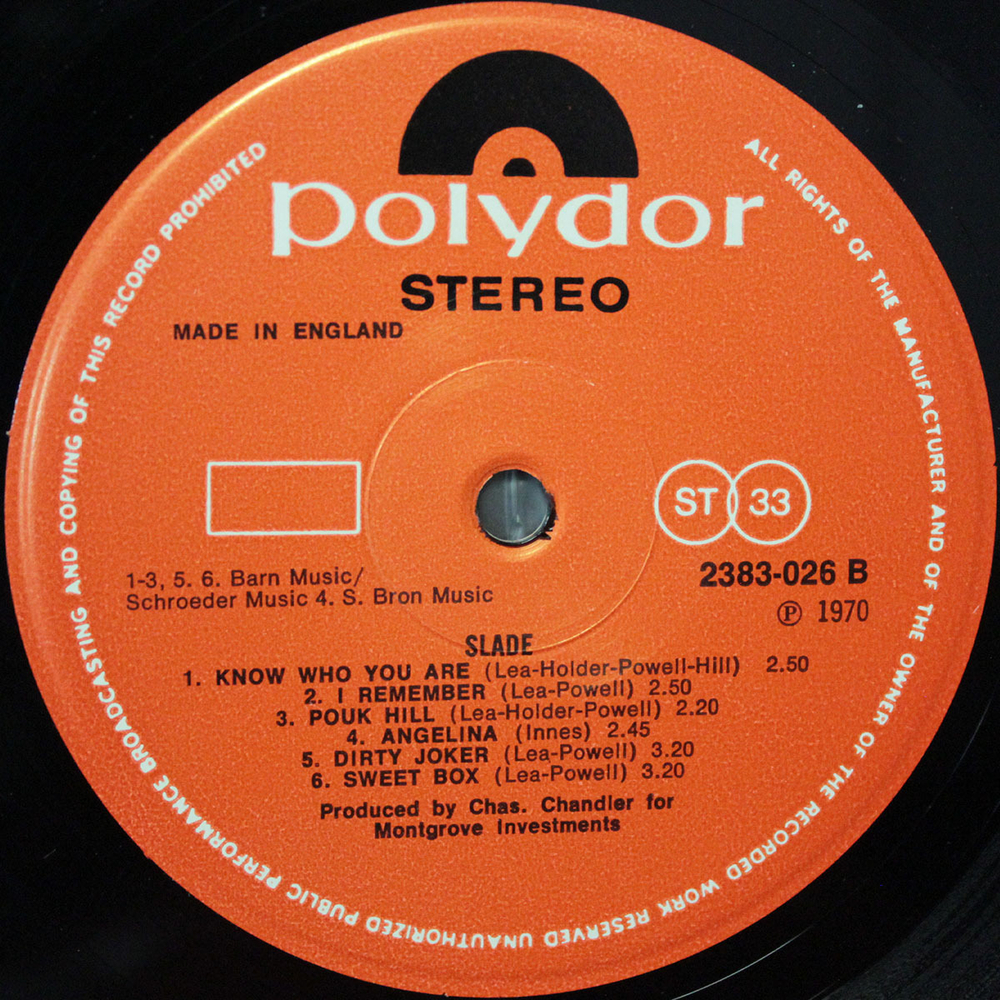 polydor
STEREO
MADE IN ENGLAND
ALL RIGHTS OF THE MANUFACTURER AND OF THE OWNER OF THE RECORDED WORK RESERVED UNAUTHORIZED PUBLIC PERFORMANCE BROADCASTING AND COPYING OF THIS RECORD PROHIBITED
ST 33
1-3, 5. 6. Barn Music/
Schroeder Music 4. S. Bron Music
2383-026 B
℗ 1970
SLADE
1. KNOW WHO YOU ARE (Lea-Holder-Powell-Hill) 2.50
2. I REMEMBER (Lea-Powell) 2.50
3. POUK HILL (Lea-Holder-Powell) 2.20
4. ANGELINA (Innes) 2.45
5. DIRTY JOKER (Lea-Powell) 3.20
6. SWEET BOX (Lea-Powell) 3.20
Produced by Chas. Chandler for
Montgrove Investments